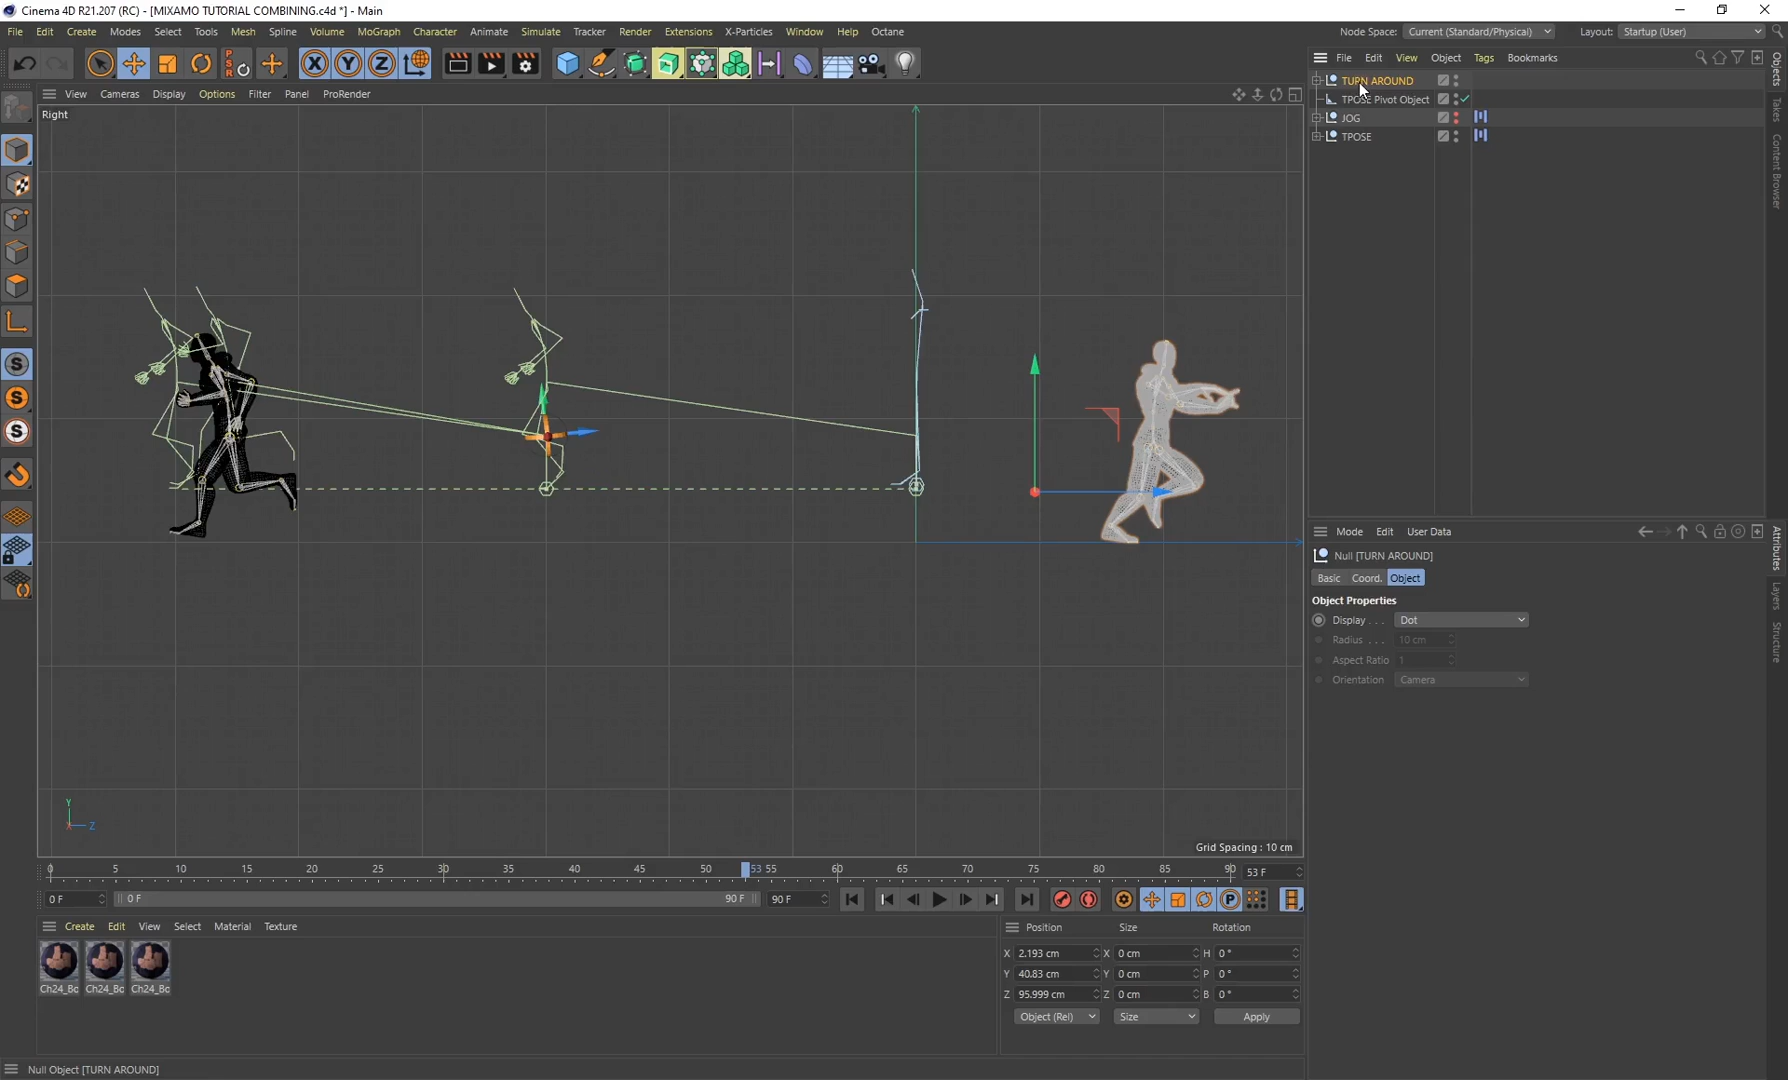 Cinema 4D R21.207 (RC) - [MIXAMO TUTORIAL COMBINING.c4d *] - Main
File Edit Create Modes Select Tools Mesh Spline Volume MoGraph Character Animate Simulate Tracker Render Extensions X-Particles Window Help Octane
Node Space: Current (Standard/Physical) Layout: Startup (User)
File Edit View Object Tags Bookmarks
View Cameras Display Options Filter Panel ProRender
Right
TURN AROUND
TPOSE Pivot Object
JOG
TPOSE
Objects
Takes
Content Browser
Mode Edit User Data
Null [TURN AROUND]
Basic Coord. Object
Object Properties
Display . . . Dot
Radius . . . 10 cm
Aspect Ratio 1
Orientation Camera
Attributes
Layers
Structure
Y
X Z
Grid Spacing : 10 cm
0 5 10 15 20 25 30 35 40 45 50 53 55 60 65 70 75 80 85 90 53 F
0 F 0 F 90 F 90 F
Create Edit View Select Material Texture
Ch24_Bc Ch24_Bc Ch24_Bc
Position Size Rotation
X 2.193 cm X 0 cm H 0 °
Y 40.83 cm Y 0 cm P 0 °
Z 95.999 cm Z 0 cm B 0 °
Object (Rel) Size Apply
Null Object [TURN AROUND]